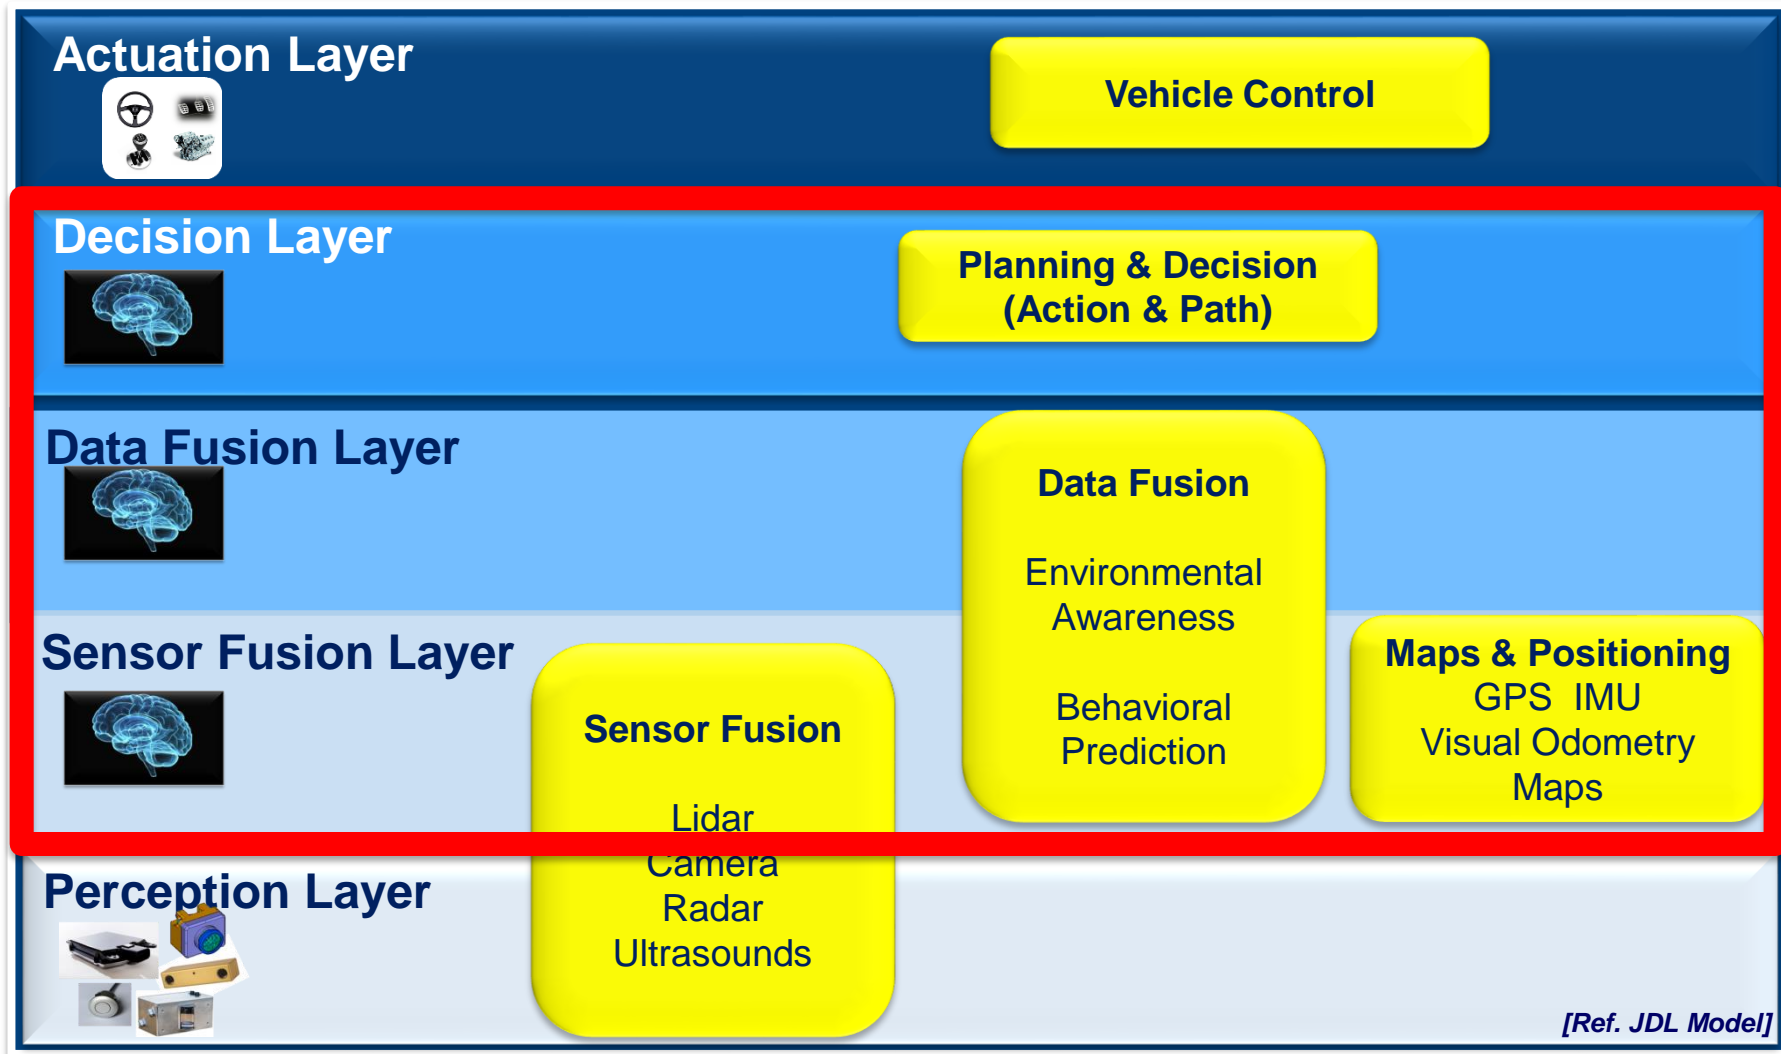 Actuation Layer
Vehicle Control
Decision Layer
Planning & Decision
(Action & Path)
Data Fusion Layer
Data Fusion
Environmental
Awareness
Behavioral
Prediction
Sensor Fusion Layer
Sensor Fusion
Lidar
Camera
Radar
Ultrasounds
Maps & Positioning
GPS IMU
Visual Odometry
Maps
Perception Layer
[Ref. JDL Model]